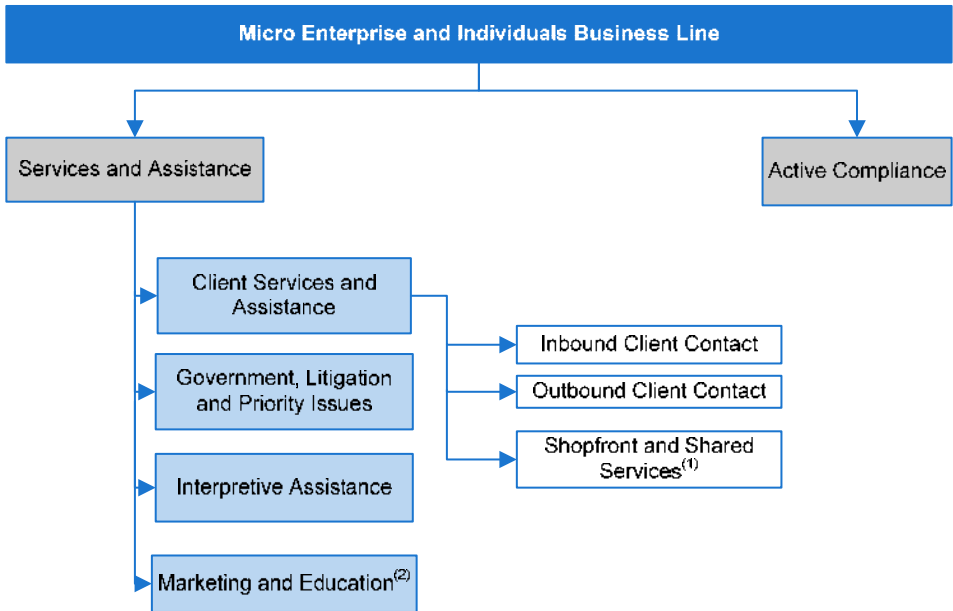 Micro Enterprise and Individuals Business Line
Services and Assistance
Active Compliance
Client Services and
Assistance
Inbound Client Contact
Government, Litigation
and Priority Issues
Outbound Client Contact
Shopfront and Shared
Services(1)
Interpretive Assistance
Marketing and Education(2)